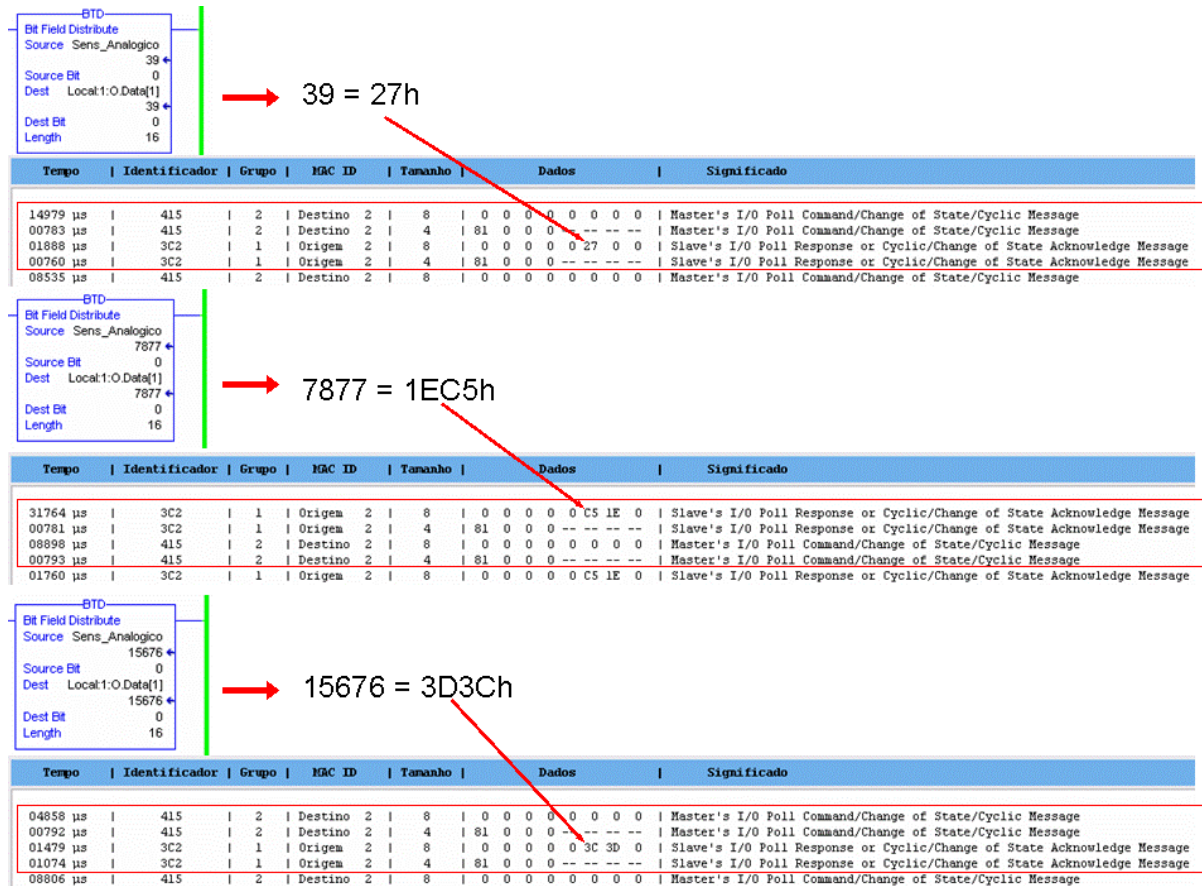 BTD
Bit Field Distribute
Source Sens_Analogico
39
Source Bit 0
Dest Local:1:O.Data[1]
39
Dest Bit 0
Length 16
39 = 27h
Tempo | Identificador | Grupo | MAC ID | Tamanho | Dados | Significado
14979 µs | 415 | 2 | Destino 2 | 8 | 0 0 0 0 0 0 0 0 | Master's I/O Poll Command/Change of State/Cyclic Message
00783 µs | 415 | 2 | Destino 2 | 4 | 81 0 0 0 -- -- -- -- | Master's I/O Poll Command/Change of State/Cyclic Message
01888 µs | 3C2 | 1 | Origem 2 | 8 | 0 0 0 0 0 27 0 0 | Slave's I/O Poll Response or Cyclic/Change of State Acknowledge Message
00760 µs | 3C2 | 1 | Origem 2 | 4 | 81 0 0 0 -- -- -- -- | Slave's I/O Poll Response or Cyclic/Change of State Acknowledge Message
08535 µs | 415 | 2 | Destino 2 | 8 | 0 0 0 0 0 0 0 0 | Master's I/O Poll Command/Change of State/Cyclic Message
BTD
Bit Field Distribute
Source Sens_Analogico
7877
Source Bit 0
Dest Local:1:O.Data[1]
7877
Dest Bit 0
Length 16
7877 = 1EC5h
Tempo | Identificador | Grupo | MAC ID | Tamanho | Dados | Significado
31764 µs | 3C2 | 1 | Origem 2 | 8 | 0 0 0 0 0 C5 1E 0 | Slave's I/O Poll Response or Cyclic/Change of State Acknowledge Message
00781 µs | 3C2 | 1 | Origem 2 | 4 | 81 0 0 0 -- -- -- -- | Slave's I/O Poll Response or Cyclic/Change of State Acknowledge Message
08898 µs | 415 | 2 | Destino 2 | 8 | 0 0 0 0 0 0 0 0 | Master's I/O Poll Command/Change of State/Cyclic Message
00793 µs | 415 | 2 | Destino 2 | 4 | 81 0 0 0 -- -- -- -- | Master's I/O Poll Command/Change of State/Cyclic Message
01760 µs | 3C2 | 1 | Origem 2 | 8 | 0 0 0 0 0 C5 1E 0 | Slave's I/O Poll Response or Cyclic/Change of State Acknowledge Message
BTD
Bit Field Distribute
Source Sens_Analogico
15676
Source Bit 0
Dest Local:1:O.Data[1]
15676
Dest Bit 0
Length 16
15676 = 3D3Ch
Tempo | Identificador | Grupo | MAC ID | Tamanho | Dados | Significado
04858 µs | 415 | 2 | Destino 2 | 8 | 0 0 0 0 0 0 0 0 | Master's I/O Poll Command/Change of State/Cyclic Message
00792 µs | 415 | 2 | Destino 2 | 4 | 81 0 0 0 -- -- -- -- | Master's I/O Poll Command/Change of State/Cyclic Message
01479 µs | 3C2 | 1 | Origem 2 | 8 | 0 0 0 0 0 3C 3D 0 | Slave's I/O Poll Response or Cyclic/Change of State Acknowledge Message
01074 µs | 3C2 | 1 | Origem 2 | 4 | 81 0 0 0 -- -- -- -- | Slave's I/O Poll Response or Cyclic/Change of State Acknowledge Message
08806 µs | 415 | 2 | Destino 2 | 8 | 0 0 0 0 0 0 0 0 | Master's I/O Poll Command/Change of State/Cyclic Message